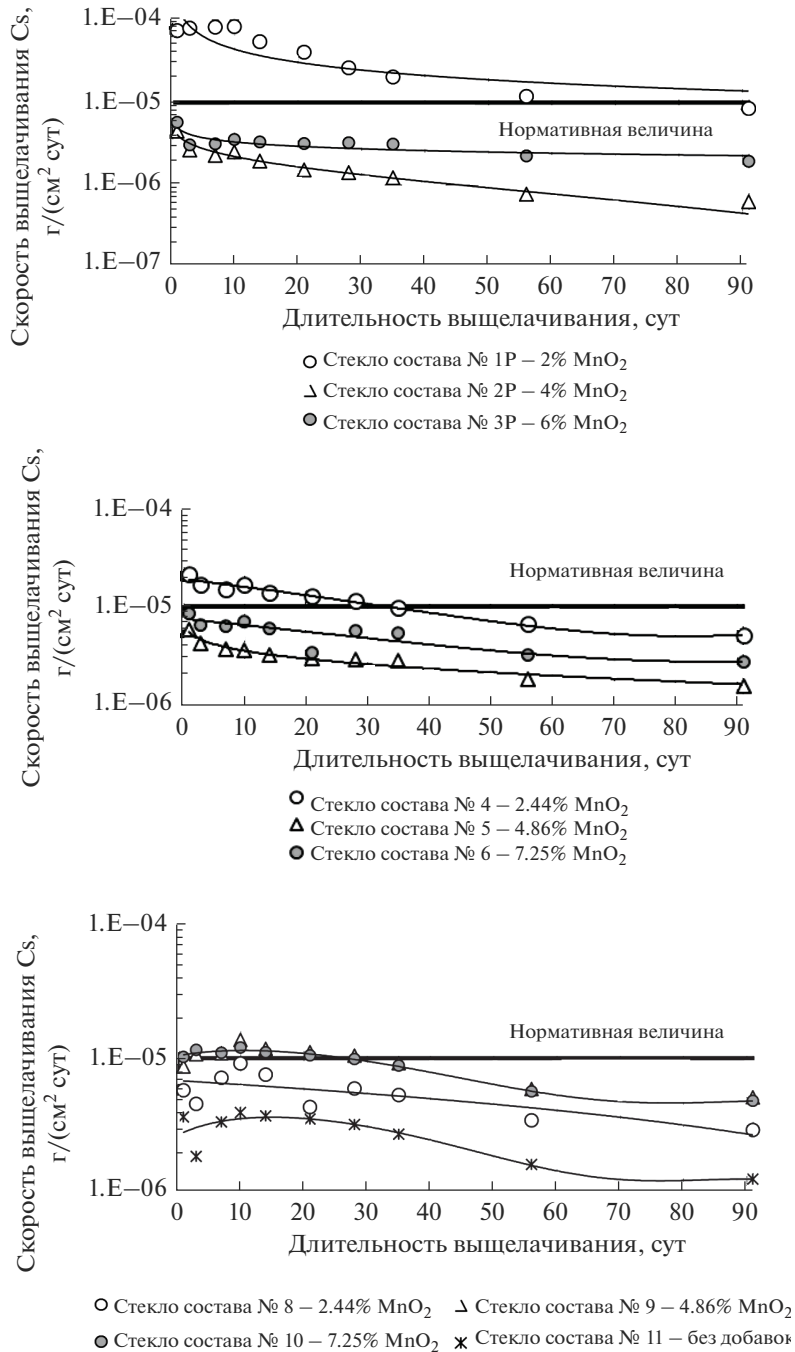 Скорость выщелачивания Cs,
г/(см² сут)
1.E−04
1.E−05
1.E−06
1.E−07
Нормативная величина
0 10 20 30 40 50 60 70 80 90
Длительность выщелачивания, сут
Стекло состава № 1Р – 2% MnO₂
Стекло состава № 2Р – 4% MnO₂
Стекло состава № 3Р – 6% MnO₂
Скорость выщелачивания Cs,
г/(см² сут)
1.E−04
1.E−05
1.E−06
Нормативная величина
0 10 20 30 40 50 60 70 80 90
Длительность выщелачивания, сут
Стекло состава № 4 – 2.44% MnO₂
Стекло состава № 5 – 4.86% MnO₂
Стекло состава № 6 – 7.25% MnO₂
Скорость выщелачивания Cs,
г/(см² сут)
1.E−04
1.E−05
1.E−06
Нормативная величина
0 10 20 30 40 50 60 70 80 90
Длительность выщелачивания, сут
Стекло состава № 8 – 2.44% MnO₂ Стекло состава № 9 – 4.86% MnO₂
Стекло состава № 10 – 7.25% MnO₂ Стекло состава № 11 – без добавок